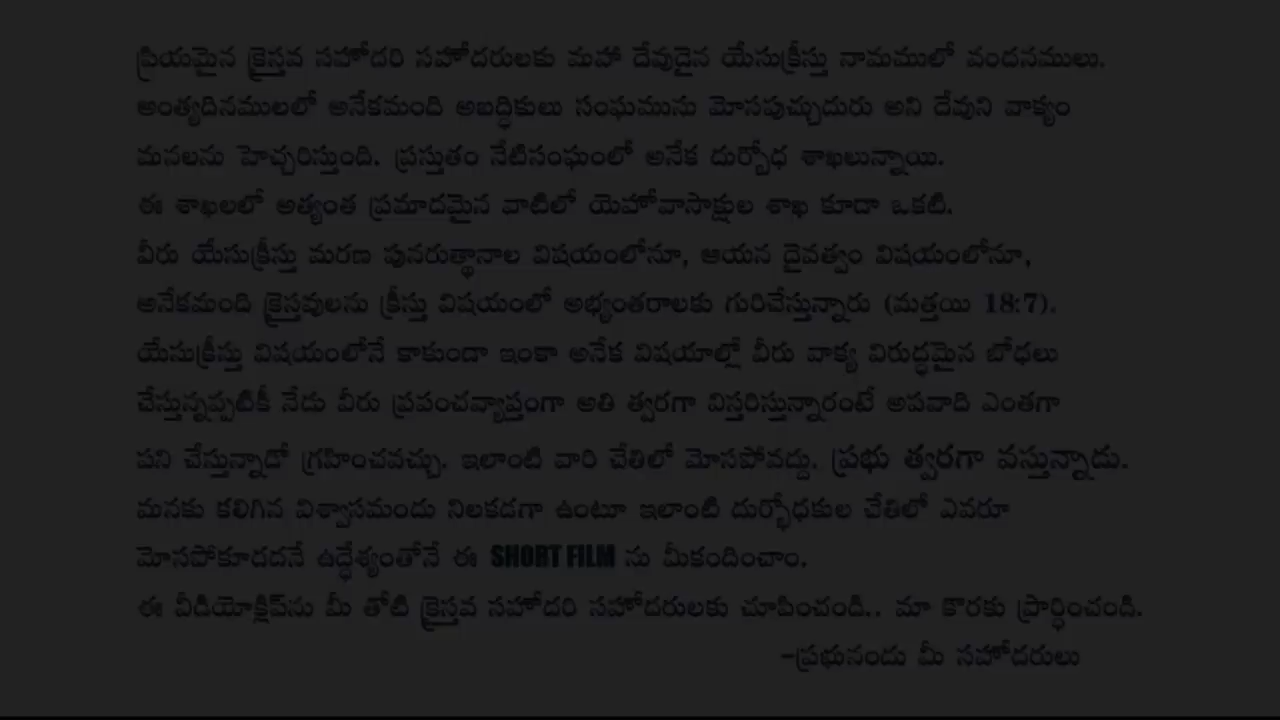 ప్రియమైన క్రైస్తవ సహోదరి సహోదరులకు మహా దేవుడైన యేసుక్రీస్తు నామములో వందనములు.
అంత్యదినములలో అనేకమంది అబద్ధికులు సంఘమును మోసపుచ్చుదురు అని దేవుని వాక్యం
మనలను హెచ్చరిస్తుంది. ప్రస్తుతం నేటిసంఘంలో అనేక దుర్బోధ శాఖలున్నాయి.
ఈ శాఖలలో అత్యంత ప్రమాదమైన వాటిలో యెహోవాసాక్షుల శాఖ కూడా ఒకటి.
వీరు యేసుక్రీస్తు మరణ పునరుత్థానాల విషయంలోనూ, ఆయన దైవత్వం విషయంలోనూ,
అనేకమంది క్రైస్తవులను క్రీస్తు విషయంలో అభ్యంతరాలకు గురిచేస్తున్నారు (మత్తయి 18:7).
యేసుక్రీస్తు విషయంలోనే కాకుండా ఇంకా అనేక విషయాల్లో వీరు వాక్య విరుద్ధమైన బోధలు
చేస్తున్నప్పటికీ నేడు వీరు ప్రపంచవ్యాప్తంగా అతి త్వరగా విస్తరిస్తున్నారంటే అపవాది ఎంతగా
పని చేస్తున్నాడో గ్రహించవచ్చు. ఇలాంటి వారి చేతిలో మోసపోవద్దు. ప్రభు త్వరగా వస్తున్నాడు.
మనకు కలిగిన విశ్వాసమందు నిలకడగా ఉంటూ ఇలాంటి దుర్భోధకుల చేతిలో ఎవరూ
మోసపోకూడదనే ఉద్ధేశ్యంతోనే ఈ SHORT FILM ను మీకందించాం.
ఈ వీడియోక్లిప్‌ను మీ తోటి క్రైస్తవ సహోదరి సహోదరులకు చూపించండి.. మా కొరకు ప్రార్ధించండి.
-ప్రభునందు మీ సహోదరులు